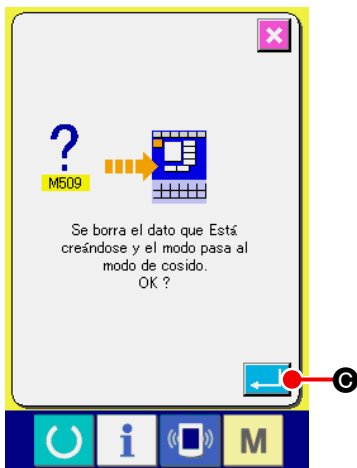 ?
M509
Se borra el dato que Está
creándose y el modo pasa al
modo de cosido.
OK ?
C
i
M